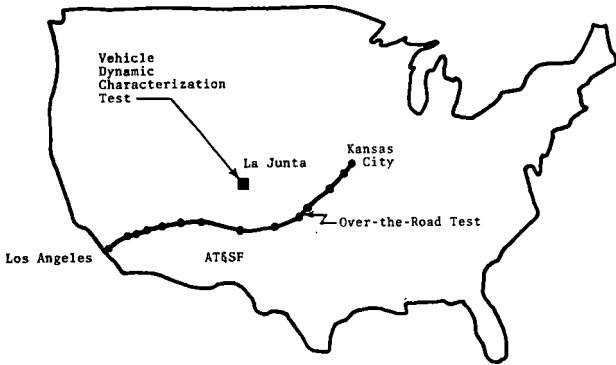 Vehicle
Dynamic
Characterization
Test
La Junta
Kansas
City
Over-the-Road Test
Los Angeles
AT§SF